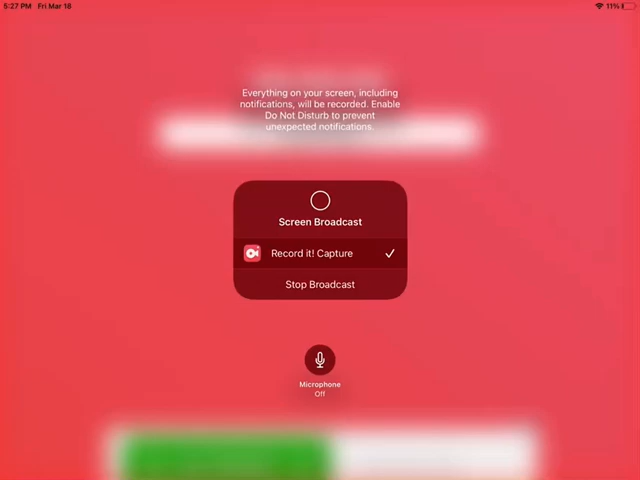 5:27 PM Fri Mar 18
11%
Everything on your screen, including
notifications, will be recorded. Enable
Do Not Disturb to prevent
unexpected notifications.
Screen Broadcast
Record it! Capture
Stop Broadcast
Microphone
Off